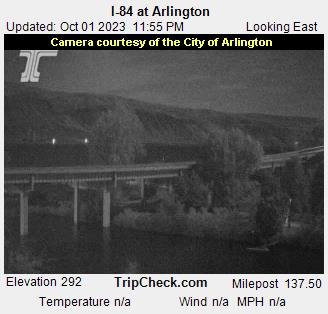 I-84 at Arlington
Updated: Oct 01 2023 11:55 PM Looking East
Camera courtesy of the City of Arlington
Elevation 292 TripCheck.com Milepost 137.50
Temperature n/a Wind n/a MPH n/a